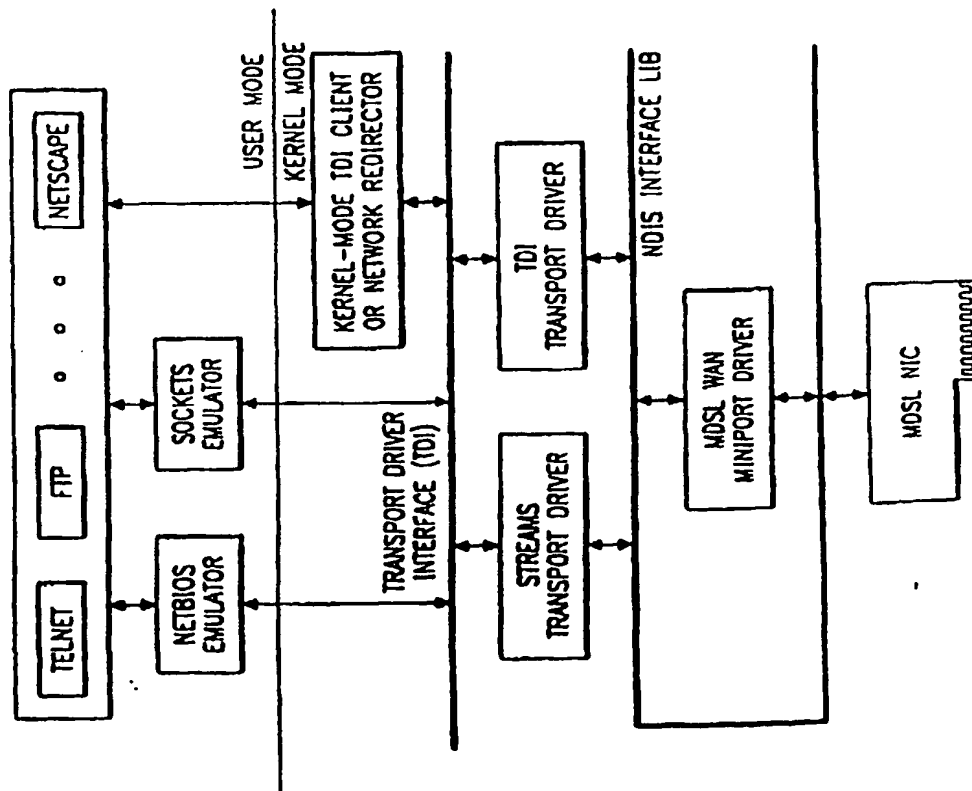 TELNET
FTP
NETSCAPE
NETBIOS
EMULATOR
SOCKETS
EMULATOR
USER MODE
KERNEL MODE
KERNEL-MODE TDI CLIENT
OR NETWORK REDIRECTOR
TRANSPORT DRIVER
INTERFACE (TDI)
STREAMS
TRANSPORT DRIVER
TDI
TRANSPORT DRIVER
NDIS INTERFACE LIB
MDSL WAN
MINIPORT DRIVER
MDSL NIC